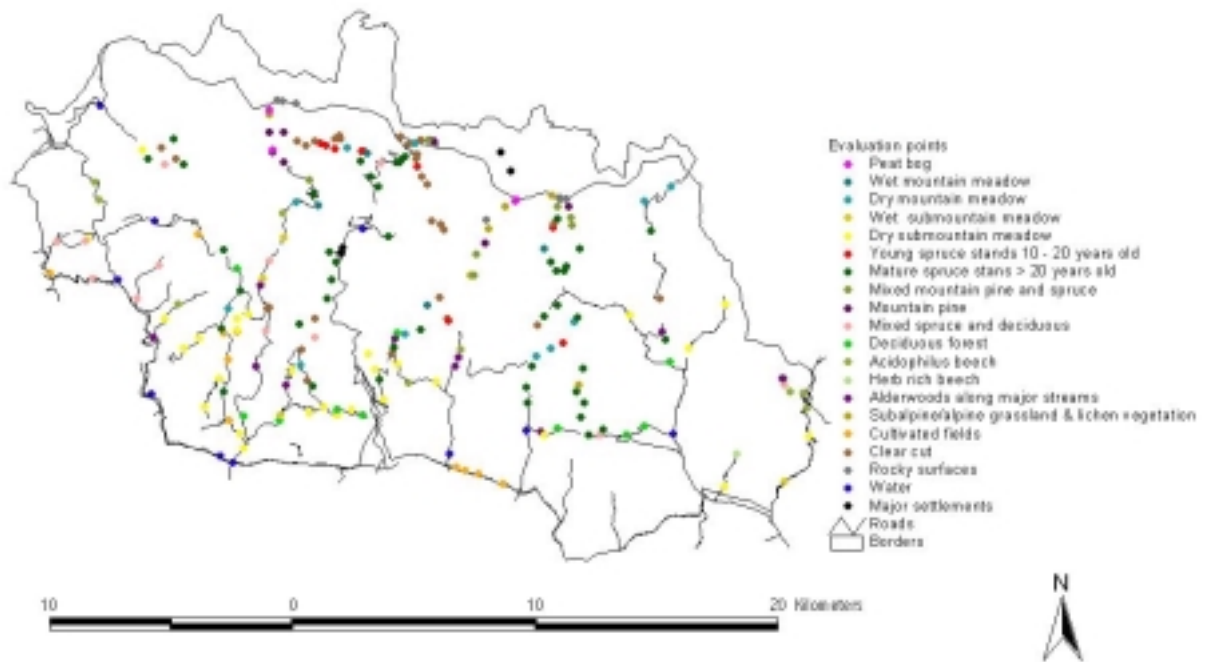 Evaluation points
Peat bog
Wet mountain meadow
Dry mountain meadow
Wet submountain meadow
Dry submountain meadow
Young spruce stands 10 - 20 years old
Mature spruce stans > 20 years old
Mixed mountain pine and spruce
Mountain pine
Mixed spruce and deciduous
Deciduous forest
Acidophilus beech
Herb rich beech
Alderwoods along major streams
Subalpine/alpine grassland & lichen vegetation
Cultivated fields
Clear cut
Rocky surfaces
Water
Major settlements
Roads
Borders
N
10 0 10 20 Kilometers